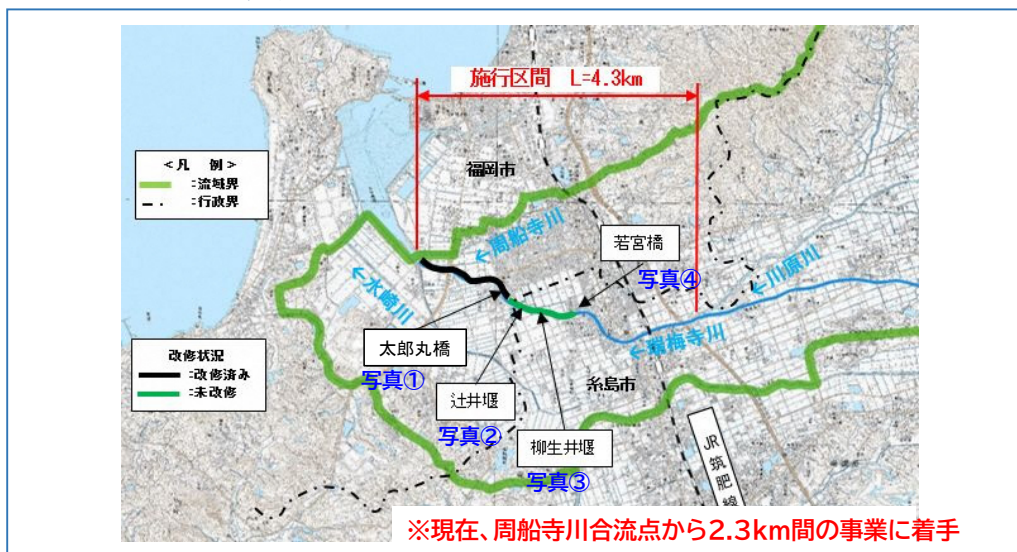 施行区間 L=4.3km
<凡 例>
:流域界
:行政界
福岡市
←周船寺川
若宮橋
写真④
←川原川
←水崎川
太郎丸橋
写真①
←瑞梅寺川
改修状況
:改修済み
:未改修
糸島市
辻井堰
写真②
柳生井堰
写真③
JR筑肥線
※現在、周船寺川合流点から2.3km間の事業に着手